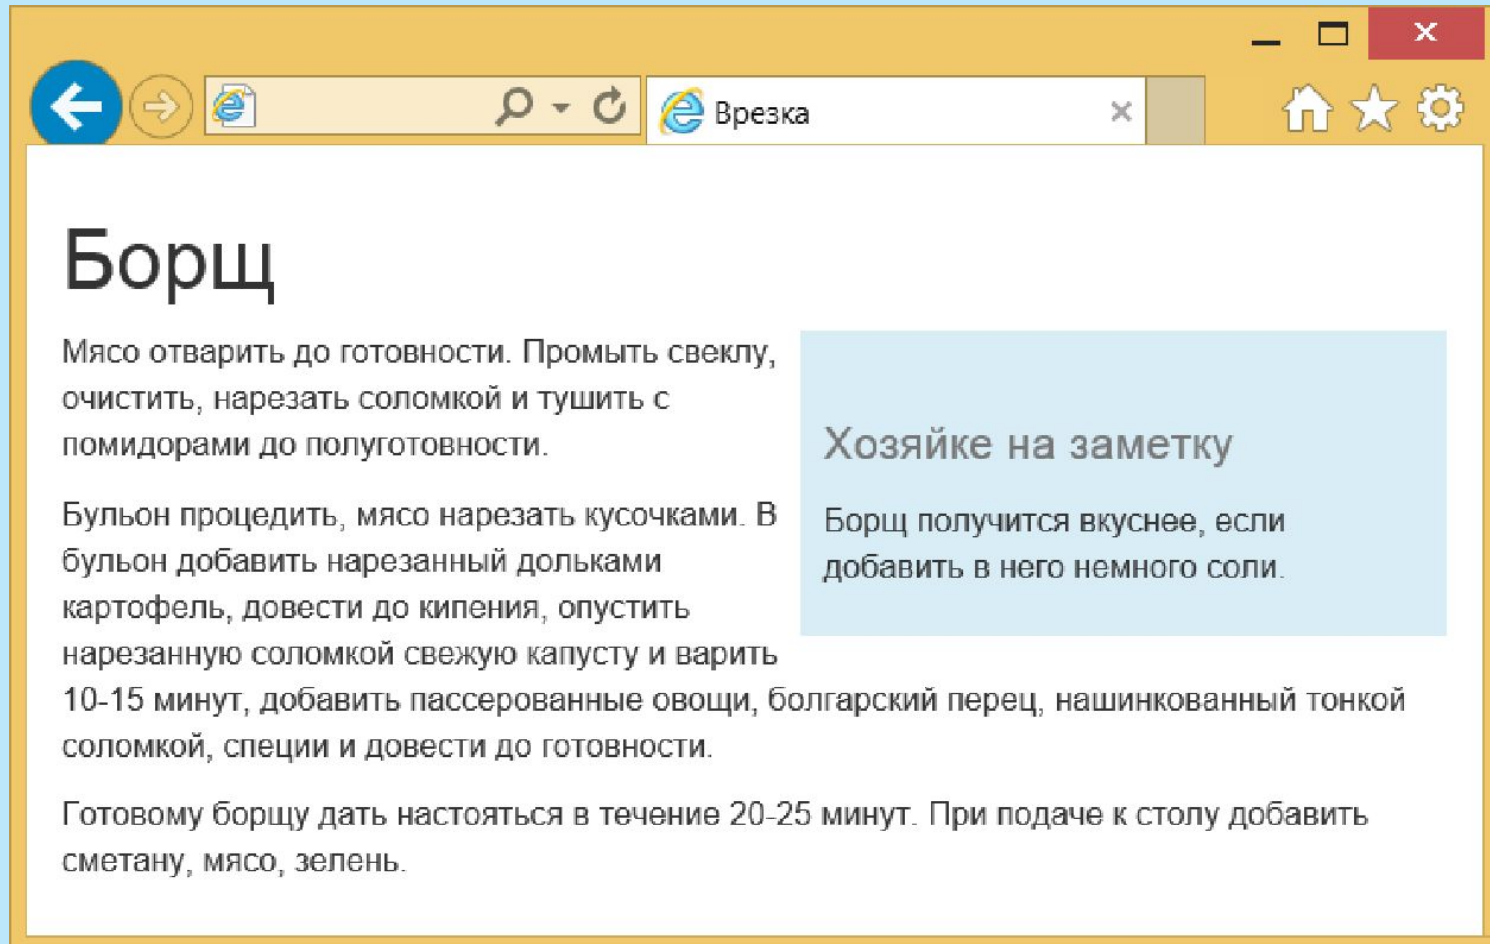 Врезка
Борщ
Мясо отварить до готовности. Промыть свеклу,
очистить, нарезать соломкой и тушить с
помидорами до полуготовности.
Бульон процедить, мясо нарезать кусочками. В
бульон добавить нарезанный дольками
картофель, довести до кипения, опустить
нарезанную соломкой свежую капусту и варить
10-15 минут, добавить пассерованные овощи, болгарский перец, нашинкованный тонкой
соломкой, специи и довести до готовности.
Готовому борщу дать настояться в течение 20-25 минут. При подаче к столу добавить
сметану, мясо, зелень.
Хозяйке на заметку
Борщ получится вкуснее, если
добавить в него немного соли.